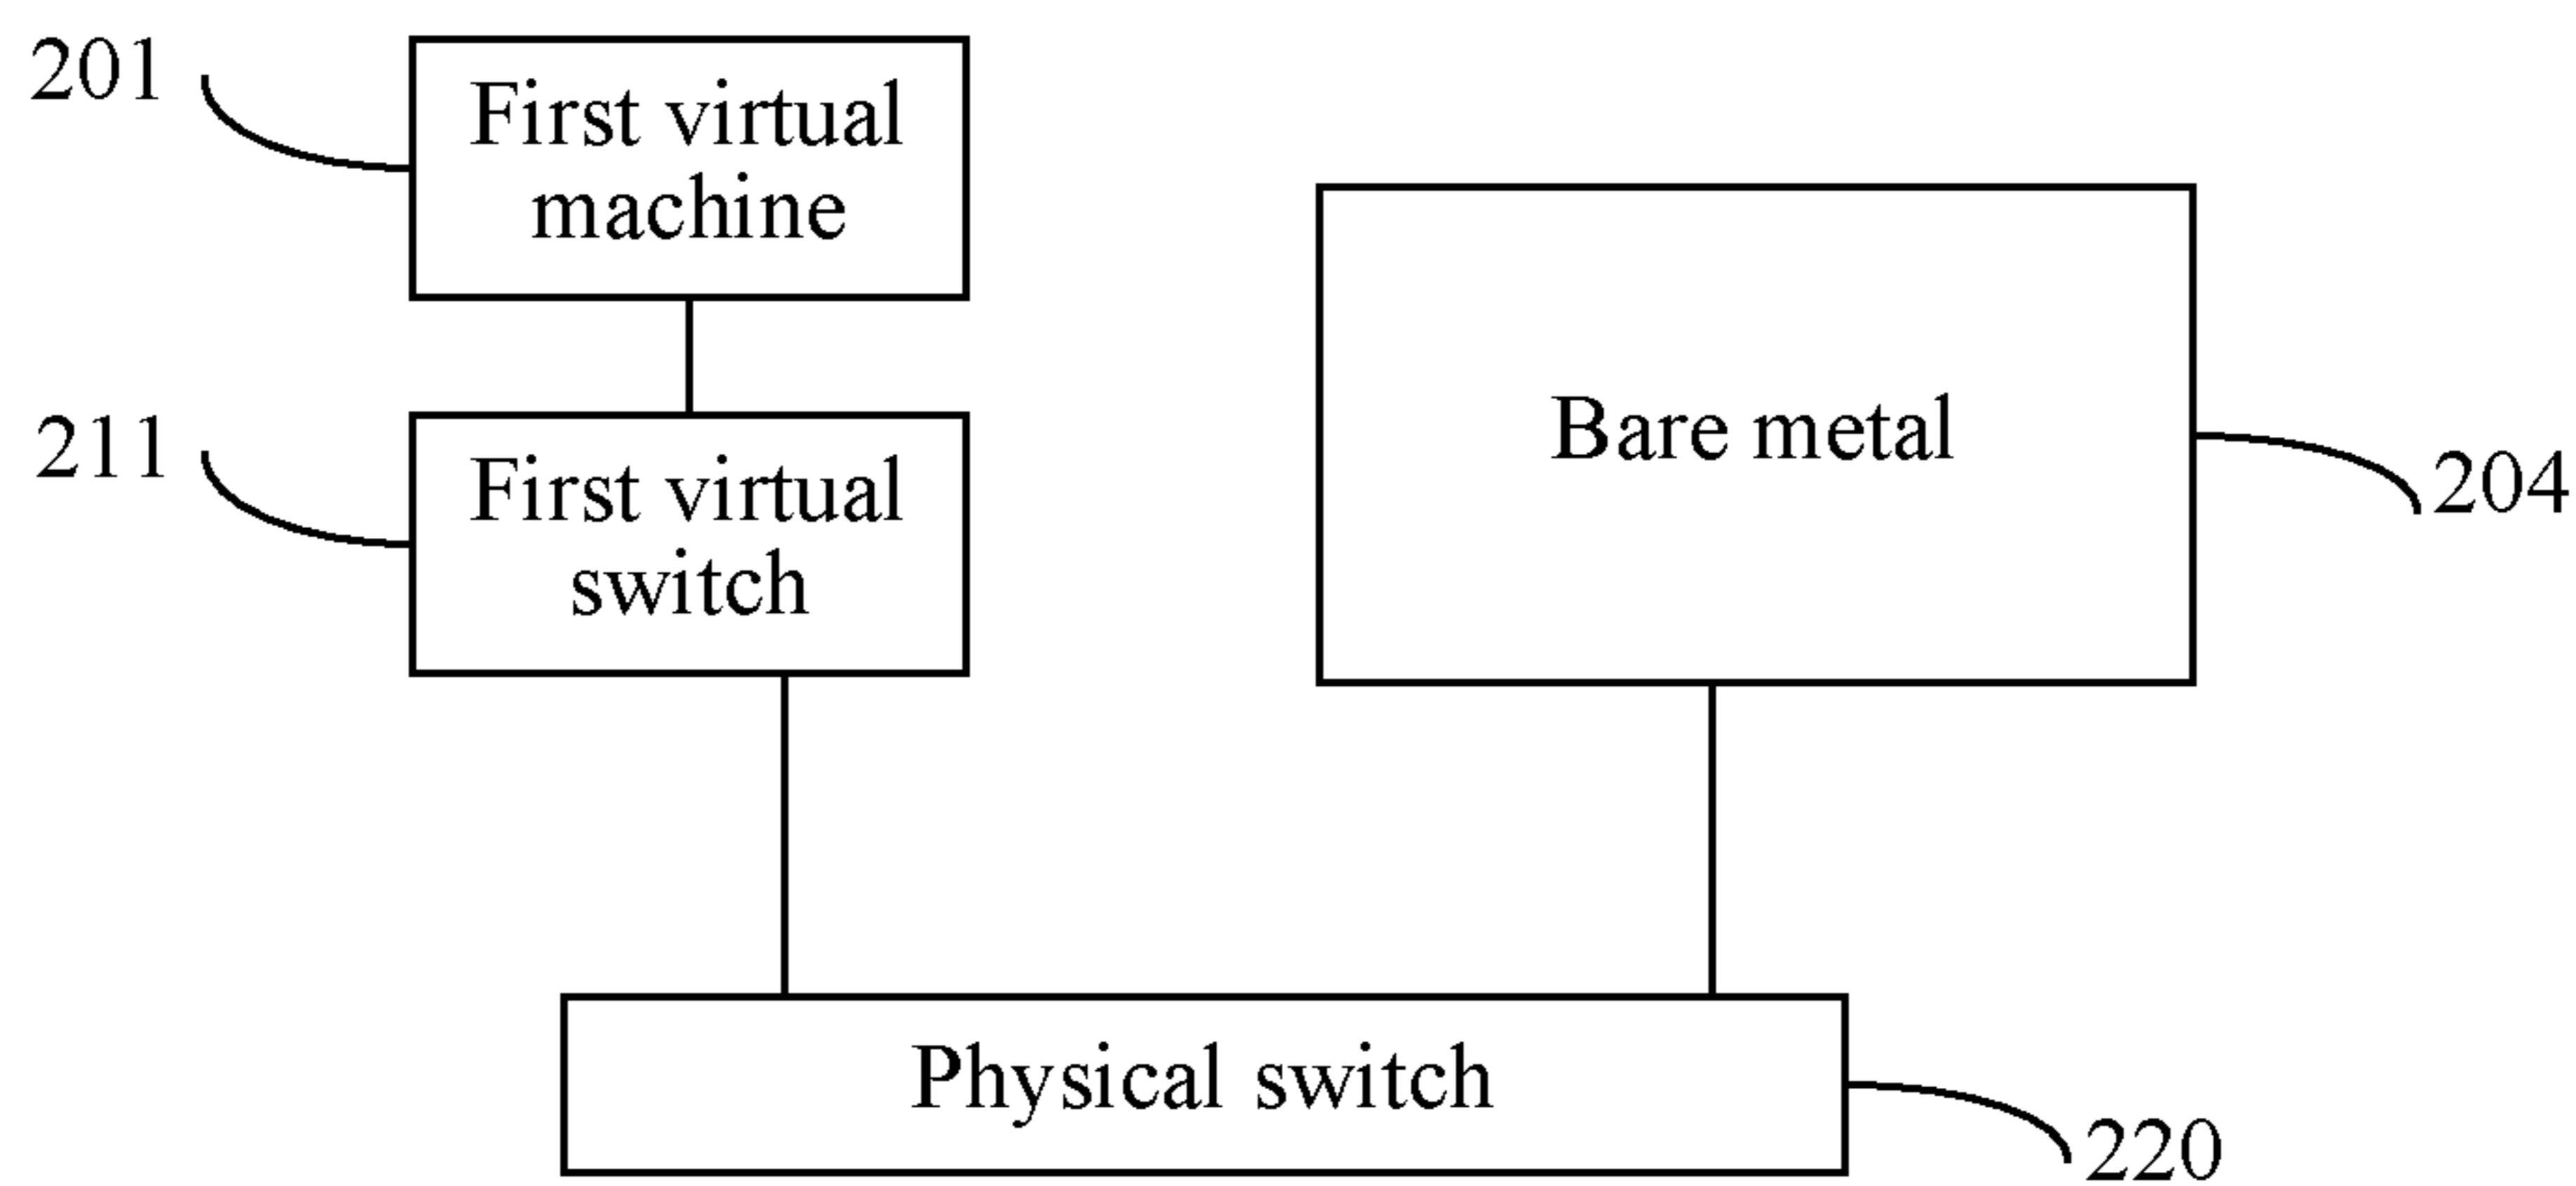 201
First virtual
machine
211
First virtual
switch
Bare metal
204
Physical switch
220